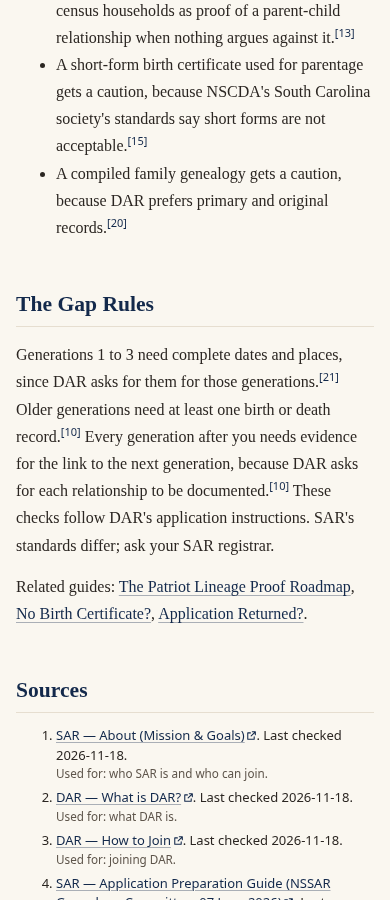 census households as proof of a parent-child
relationship when nothing argues against it.[13]
• A short-form birth certificate used for parentage
gets a caution, because NSCDA's South Carolina
society's standards say short forms are not
acceptable.[15]
• A compiled family genealogy gets a caution,
because DAR prefers primary and original
records.[20]
The Gap Rules
Generations 1 to 3 need complete dates and places,
since DAR asks for them for those generations.[21]
Older generations need at least one birth or death
record.[10] Every generation after you needs evidence
for the link to the next generation, because DAR asks
for each relationship to be documented.[10] These
checks follow DAR's application instructions. SAR's
standards differ; ask your SAR registrar.
Related guides: The Patriot Lineage Proof Roadmap,
No Birth Certificate?, Application Returned?.
Sources
1. SAR — About (Mission & Goals). Last checked
2026-11-18.
Used for: who SAR is and who can join.
2. DAR — What is DAR?. Last checked 2026-11-18.
Used for: what DAR is.
3. DAR — How to Join. Last checked 2026-11-18.
Used for: joining DAR.
4. SAR — Application Preparation Guide (NSSAR